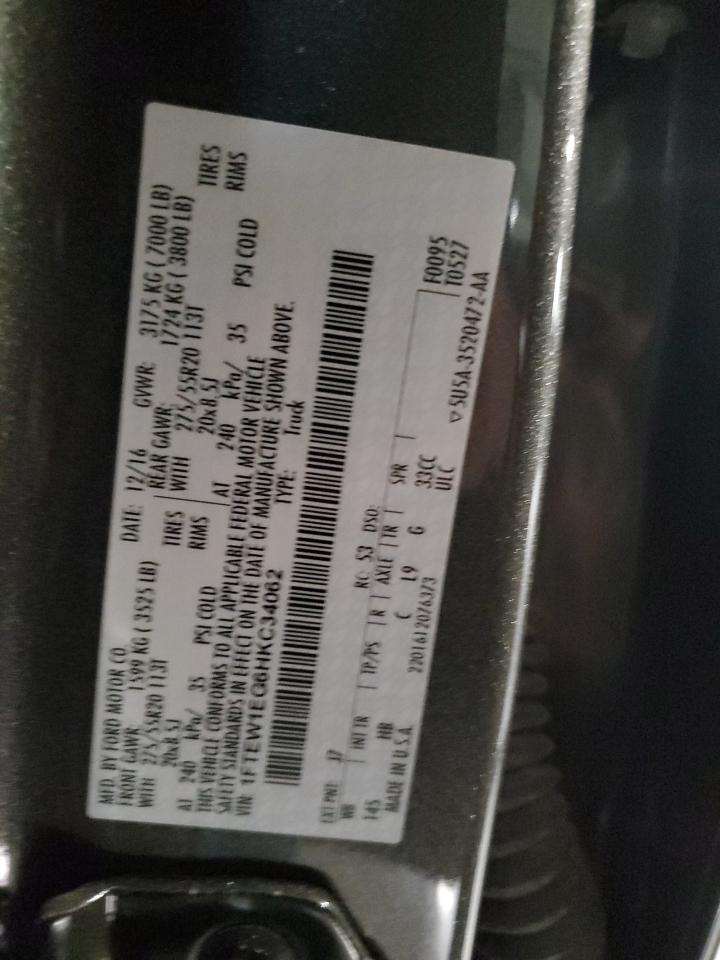 MFD. BY FORD MOTOR CO.
DATE: 12/16 GVWR: 3175 KG ( 7000 LB)
FRONT GAWR: 1599 KG ( 3525 LB) REAR GAWR: 1724 KG ( 3800 LB)
WITH 275/55R20 113T TIRES WITH 275/55R20 113T TIRES
20x8.5J RIMS 20x8.5J RIMS
AT 240 kPa/ 35 PSI COLD AT 240 kPa/ 35 PSI COLD
THIS VEHICLE CONFORMS TO ALL APPLICABLE FEDERAL MOTOR VEHICLE
SAFETY STANDARDS IN EFFECT ON THE DATE OF MANUFACTURE SHOWN ABOVE.
VIN: 1FTEW1EG6HKC34062 TYPE: Truck
EXT PNT: J7 RC: 53 DSO: F0095
WB INT TR TP/PS R AXLE TR SPR T0527
145 HB C L9 G 33CC
MADE IN U.S.A. 2201612076373 ULC 5U5A-3520472-AA